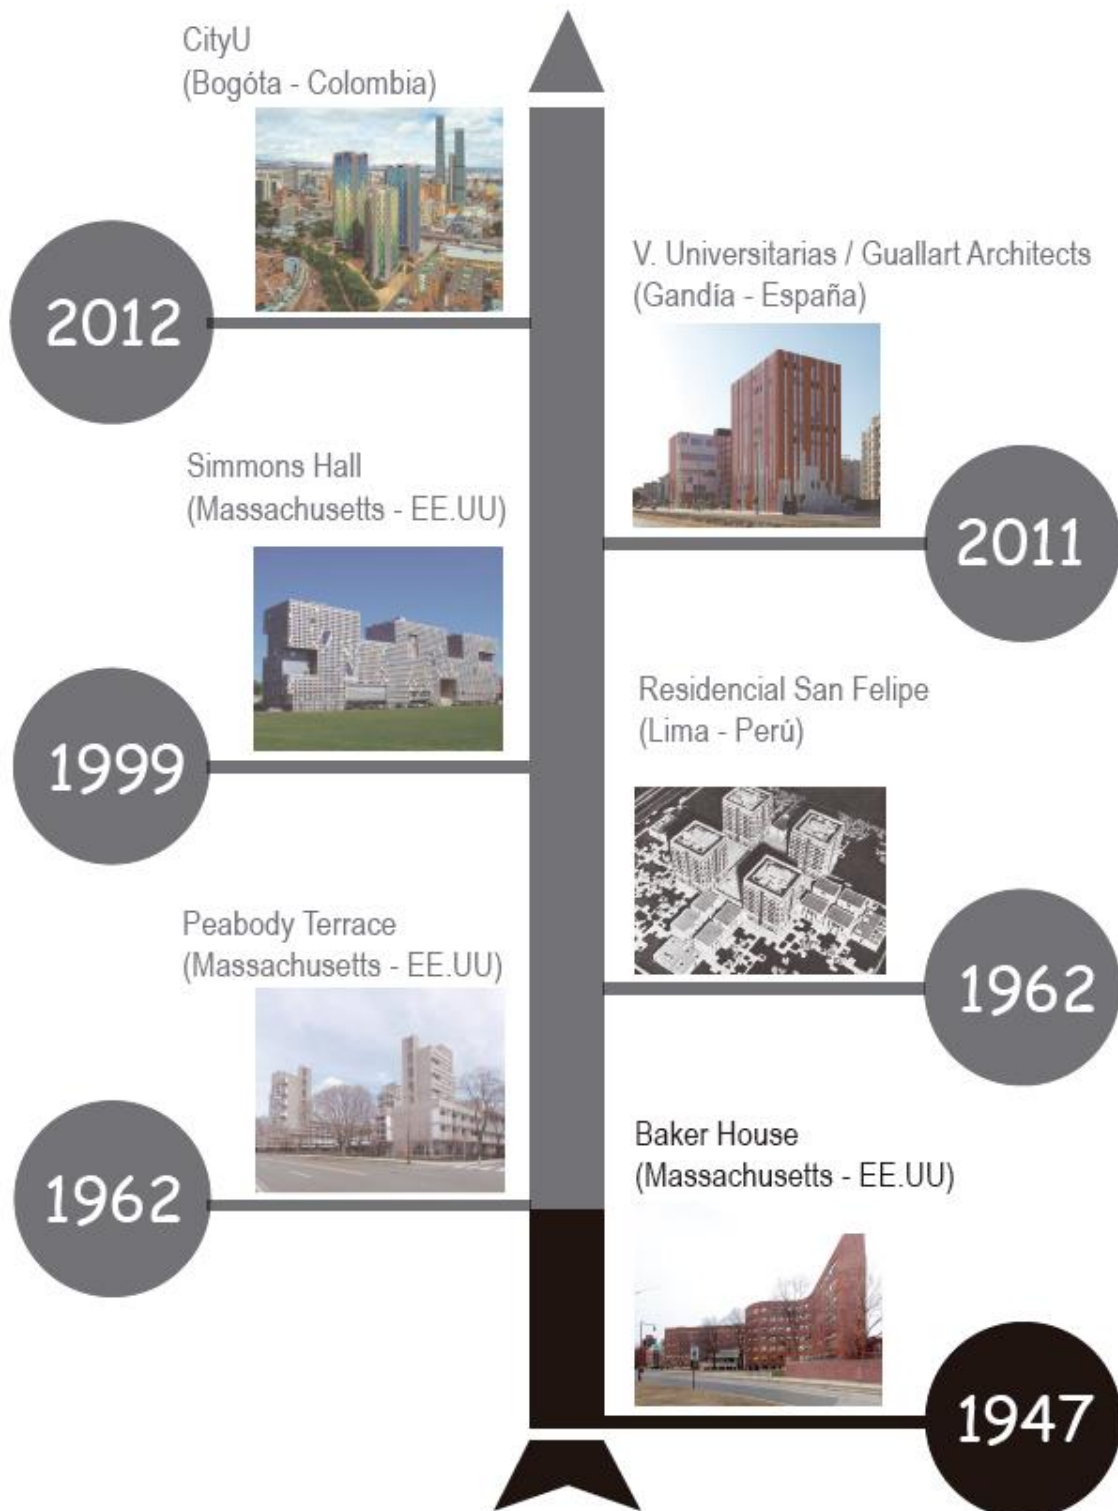 CityU
(Bogóta - Colombia)
2012
V. Universitarias / Guallart Architects
(Gandía - España)
2011
Simmons Hall
(Massachusetts - EE.UU)
1999
Residencial San Felipe
(Lima - Perú)
1962
Peabody Terrace
(Massachusetts - EE.UU)
1962
Baker House
(Massachusetts - EE.UU)
1947